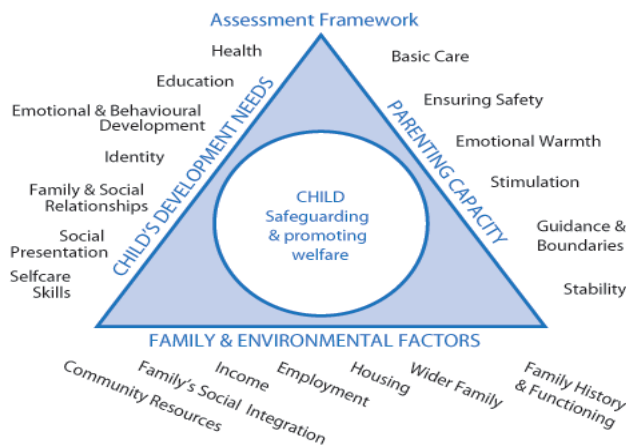 Assessment Framework
Health
Education
Emotional & Behavioural
Development
Identity
Family & Social
Relationships
Social
Presentation
Selfcare
Skills
CHILD'S DEVELOPMENT NEEDS
CHILD
Safeguarding
& promoting
welfare
PARENTING CAPACITY
Basic Care
Ensuring Safety
Emotional Warmth
Stimulation
Guidance &
Boundaries
Stability
FAMILY & ENVIRONMENTAL FACTORS
Community Resources
Family's Social Integration
Income
Employment
Housing
Wider Family
Family History
& Functioning